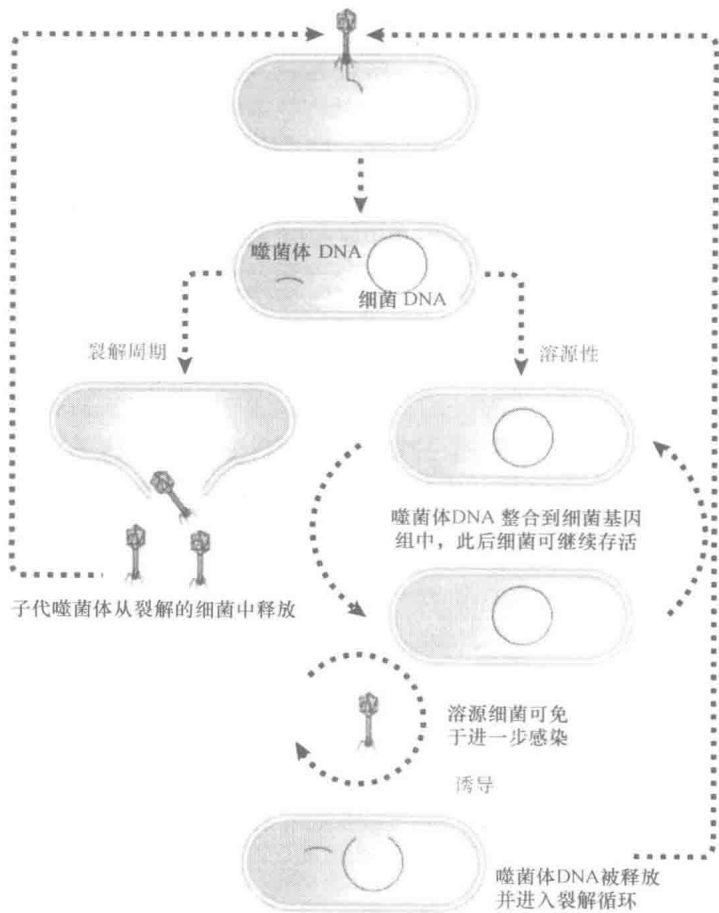 噬菌体 DNA
细菌 DNA
裂解周期
溶源性
噬菌体DNA 整合到细菌基因
组中，此后细菌可继续存活
子代噬菌体从裂解的细菌中释放
溶源细菌可免
于进一步感染
诱导
噬菌体DNA被释放
并进入裂解循环